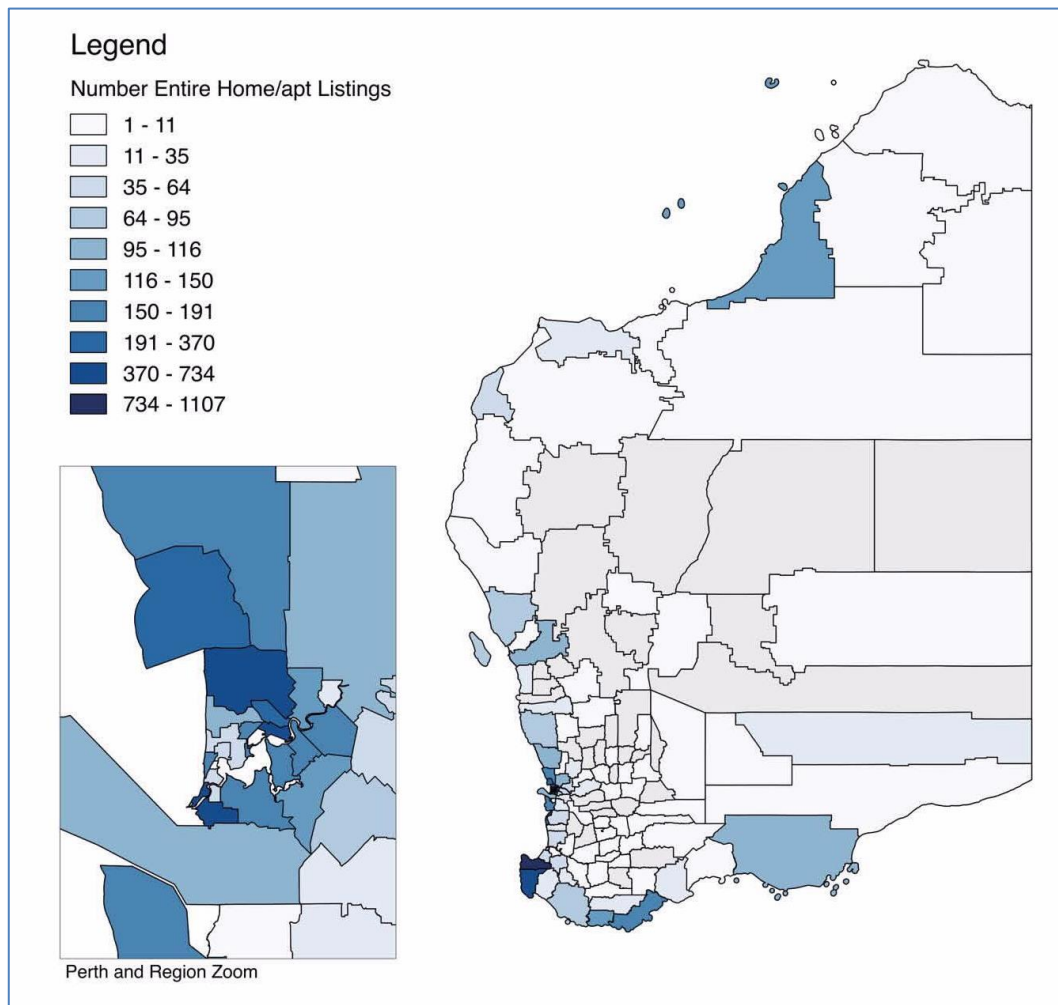 Legend
Number Entire Home/apt Listings
1 - 11
11 - 35
35 - 64
64 - 95
95 - 116
116 - 150
150 - 191
191 - 370
370 - 734
734 - 1107
Perth and Region Zoom